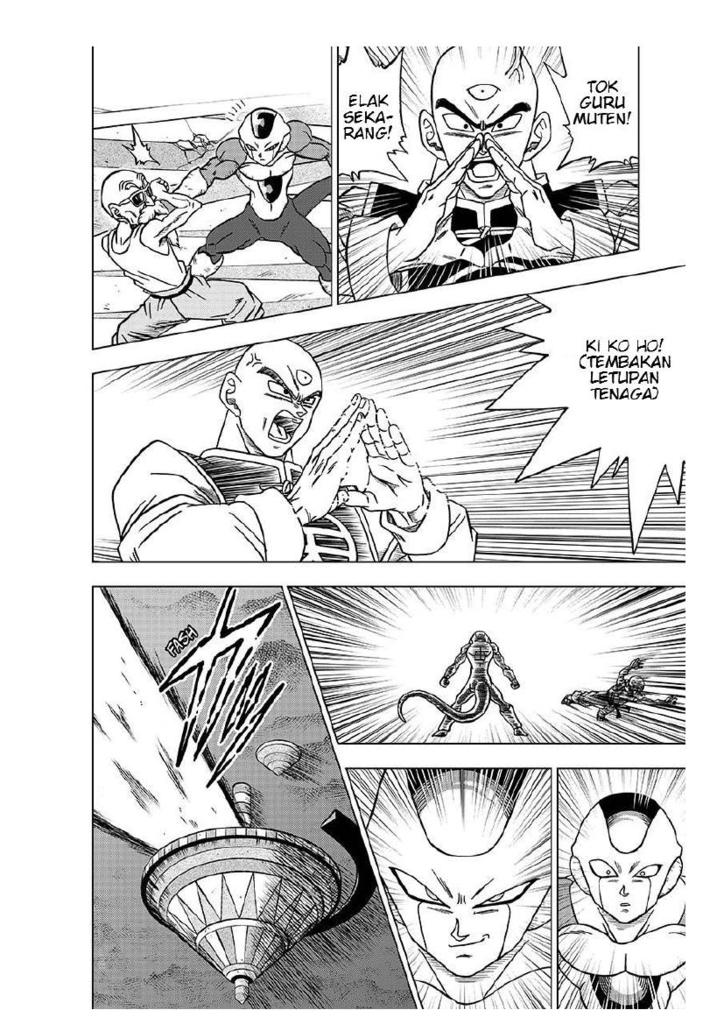 TOK
GURU
MUTEN!
ELAK
SEKA-
RANG!
KI KO HO!
(TEMBAKAN
LETUPAN
TENAGA)
FASH